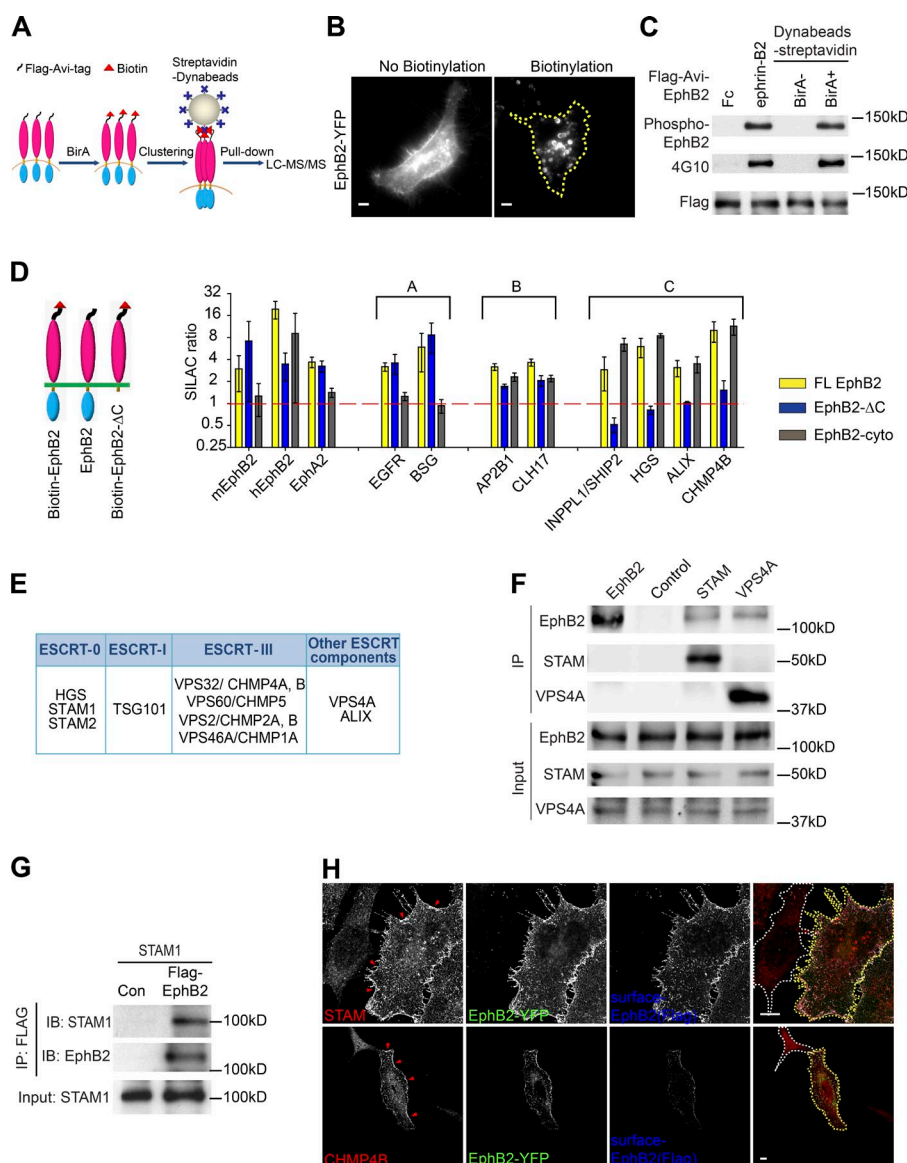 A
Flag-Avi-tag
Biotin
Streptavidin
-Dynabeads
BirA
Clustering
Pull-down
LC-MS/MS
B
No Biotinylation
Biotinylation
EphB2-YFP
C
Dynabeads
-streptavidin
Flag-Avi-
EphB2
Fc
ephrin-B2
BirA-
BirA+
Phospho-
EphB2
150kD
4G10
150kD
Flag
150kD
D
Biotin-EphB2
EphB2
Biotin-EphB2-ΔC
SILAC ratio
32
16
8
4
2
1
0.5
0.25
A
B
C
mEphB2
hEphB2
EphA2
EGFR
BSG
AP2B1
CLH17
INPPL1/SHIP2
HGS
ALIX
CHMP4B
FL EphB2
EphB2-ΔC
EphB2-cyto
E
ESCRT-0
ESCRT-I
ESCRT-III
Other ESCRT
components
HGS
STAM1
STAM2
TSG101
VPS32/ CHMP4A, B
VPS60/CHMP5
VPS2/CHMP2A, B
VPS46A/CHMP1A
VPS4A
ALIX
F
EphB2
Control
STAM
VPS4A
IP
EphB2
100kD
STAM
50kD
VPS4A
37kD
Input
EphB2
100kD
STAM
50kD
VPS4A
37kD
G
STAM1
Con
Flag-
EphB2
IP: FLAG
IB: STAM1
100kD
IB: EphB2
100kD
Input: STAM1
100kD
H
STAM
EphB2-YFP
surface-
EphB2(Flag)
CHMP4B
EphB2-YFP
surface-
EphB2(Flag)